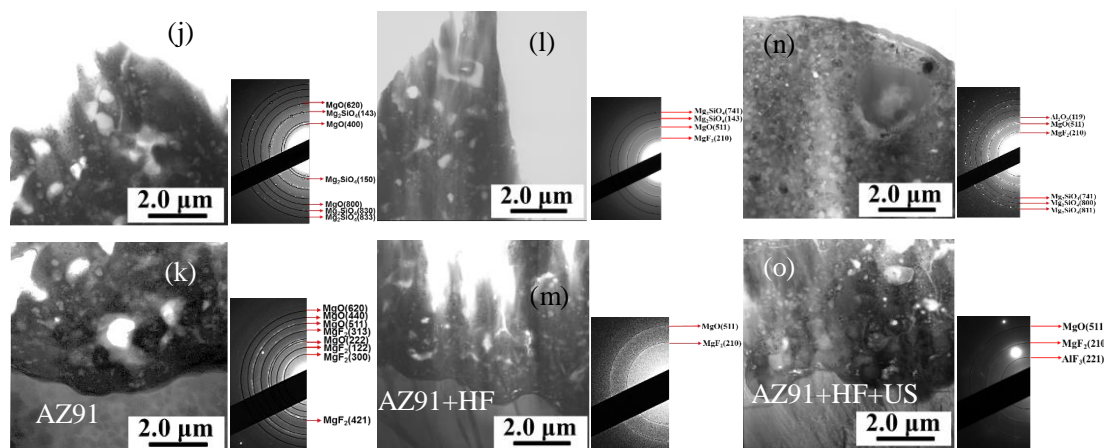 (j)
MgO(620)
Mg₂SiO₄(143)
MgO(400)
Mg₂SiO₄(150)
MgO(800)
Mg₂SiO₄(830)
Mg₂SiO₄(833)
2.0 μm
(l)
Mg₂SiO₄(741)
Mg₂SiO₄(143)
MgO(511)
MgF₂(210)
2.0 μm
(n)
Al₂O₃(119)
MgO(511)
MgF₂(210)
Mg₂SiO₄(741)
Mg₂SiO₄(800)
Mg₂SiO₄(811)
2.0 μm
(k)
AZ91
MgO(620)
MgO(440)
MgO(511)
MgF₂(313)
MgO(222)
MgF₂(122)
MgF₂(300)
MgF₂(421)
2.0 μm
(m)
AZ91+HF
MgO(511)
MgF₂(210)
2.0 μm
(o)
AZ91+HF+US
MgO(511
MgF₂(210
AlF₃(221)
2.0 μm